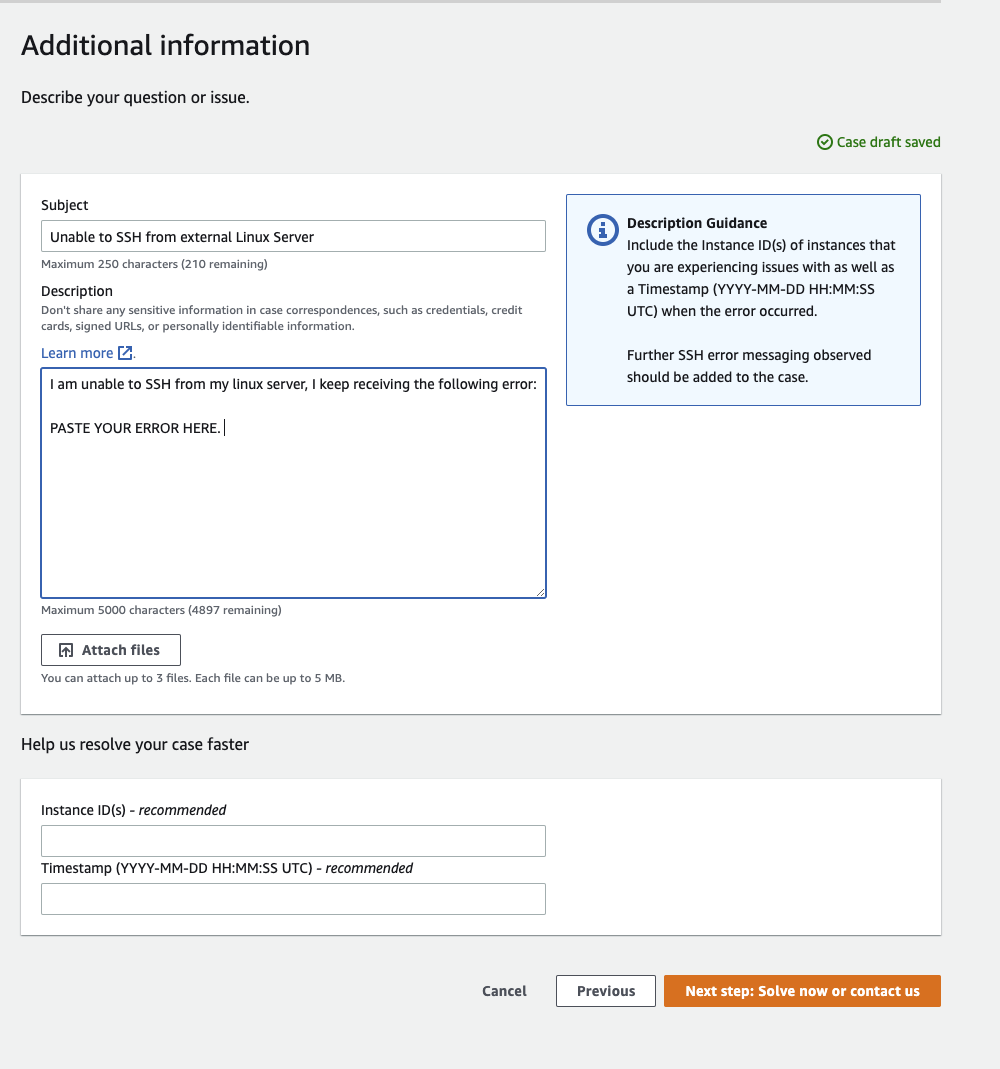 Additional information
Describe your question or issue.
Case draft saved
Subject
Unable to SSH from external Linux Server
Maximum 250 characters (210 remaining)
Description
Don't share any sensitive information in case correspondences, such as credentials, credit
cards, signed URLs, or personally identifiable information.
Learn more .
I am unable to SSH from my linux server, I keep receiving the following error:
PASTE YOUR ERROR HERE.
Maximum 5000 characters (4897 remaining)
Attach files
You can attach up to 3 files. Each file can be up to 5 MB.
Description Guidance
Include the Instance ID(s) of instances that
you are experiencing issues with as well as
a Timestamp (YYYY-MM-DD HH:MM:SS
UTC) when the error occurred.
Further SSH error messaging observed
should be added to the case.
Help us resolve your case faster
Instance ID(s) - recommended
Timestamp (YYYY-MM-DD HH:MM:SS UTC) - recommended
Cancel
Previous
Next step: Solve now or contact us